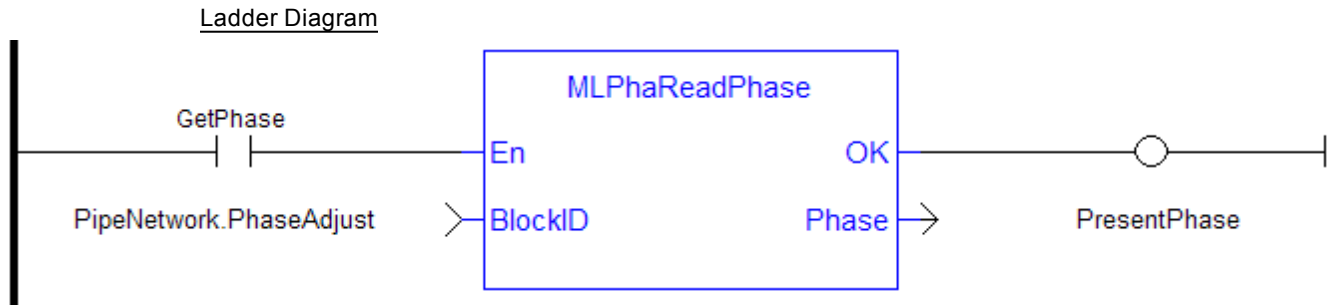 Ladder Diagram
MLPhaReadPhase
GetPhase
En OK
PipeNetwork.PhaseAdjust BlockID Phase PresentPhase